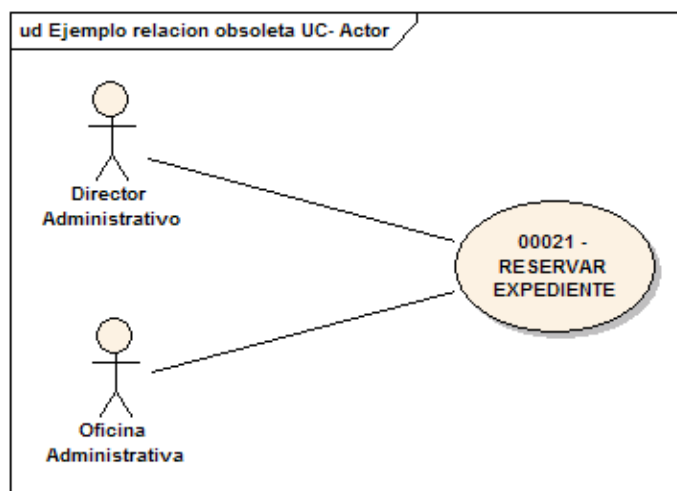 ud Ejemplo relacion obsoleta UC- Actor
Director
Administrativo
00021 -
RESERVAR
EXPEDIENTE
Oficina
Administrativa